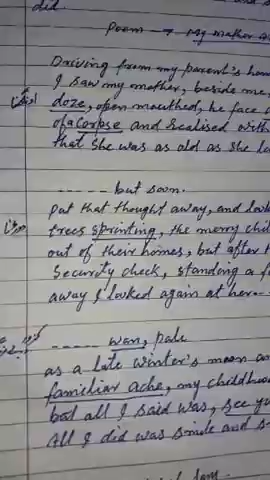 did
Poem → My mother a
Driving from my parent's hom
I saw my mother, beside me,
doze, open mouthed, he face a
of a Corpse and realised with
that she was as old as she lo
----- but soon.
put that thought away, and look
trees sprinting, the merry chil
out of their homes, but after t
Security check, standing a f
away I looked again at her---
----- wan, pale
as a late winter's moon an
familiar ache, my childhoo
but all I said was, see yo
All I did was smile and s